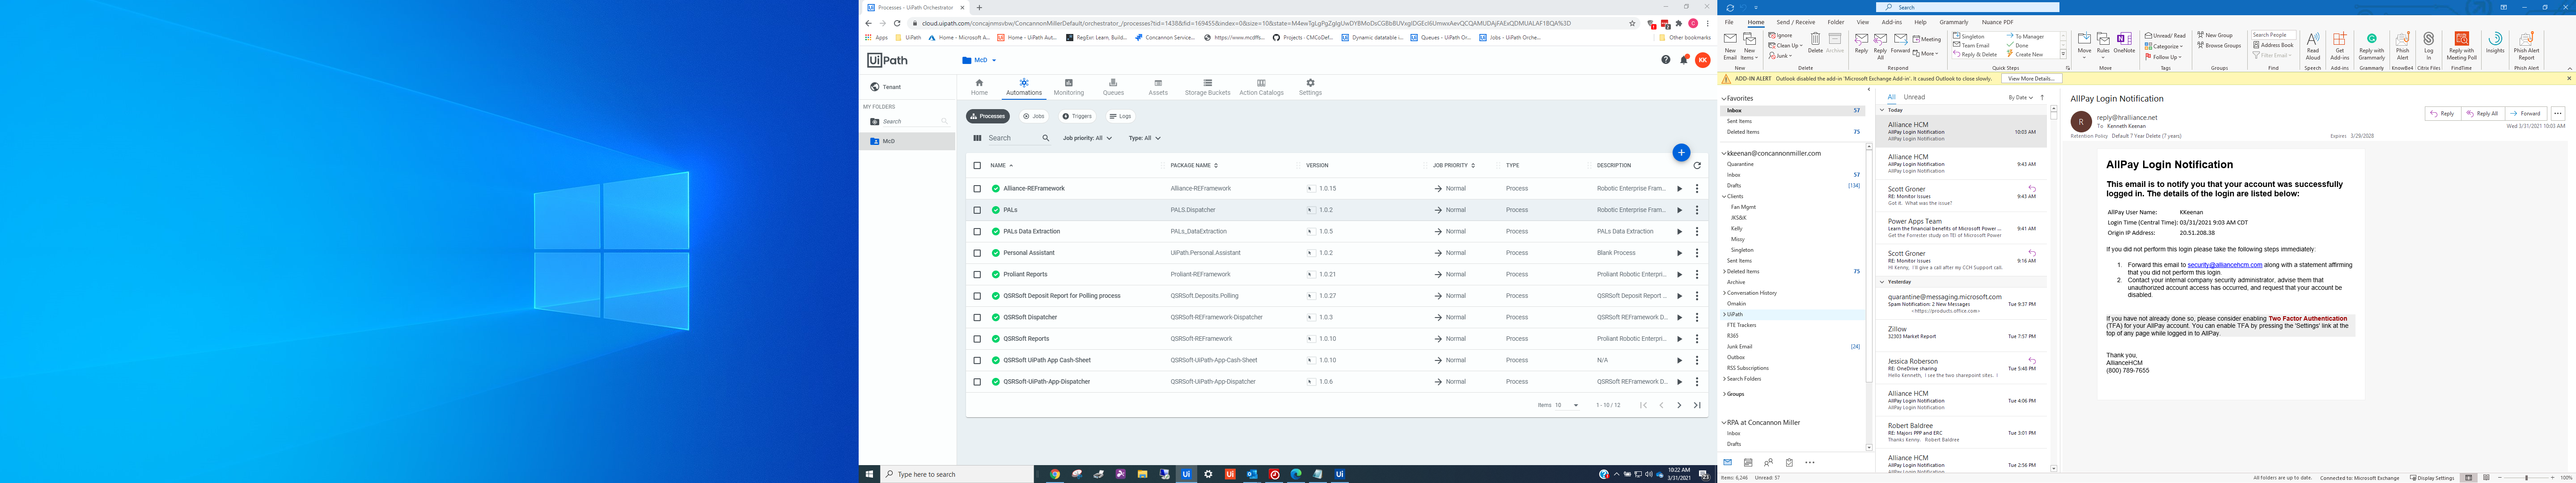 Processes - UiPath Orchestrator
Apps UiPath Home - Microsoft A... Home - UiPath Aut... RegExr: Learn, Build... Concannon Service... https://www.mcdffs... Projects - CMCoDef... Dynamic datatable i... Queues - UiPath Or... Jobs - UiPath Orche... Other bookmarks
UiPath McD KK
Tenant
MY FOLDERS
Search
McD
Home Automations Monitoring Queues Assets Storage Buckets Action Catalogs Settings
Processes Jobs Triggers Logs
Search Job priority: All Type: All
NAME PACKAGE NAME VERSION JOB PRIORITY TYPE DESCRIPTION
Alliance-REFramework Alliance-REFramework 1.0.15 Normal Process Robotic Enterprise Fram...
PALs PALS.Dispatcher 1.0.2 Normal Process Robotic Enterprise Fram...
PALs Data Extraction PALs_DataExtraction 1.0.5 Normal Process PALs Data Extraction
Personal Assistant UiPath.Personal.Assistant 1.0.2 Normal Process Blank Process
Proliant Reports Proliant-REFramework 1.0.21 Normal Process Proliant Robotic Enterpri...
QSRSoft Deposit Report for Polling process QSRSoft.Deposits.Polling 1.0.27 Normal Process QSRSoft Deposit Report ...
QSRSoft Dispatcher QSRSoft-REFramework-Dispatcher 1.0.3 Normal Process QSRSoft REFramework D...
QSRSoft Reports QSRSoft-REFramework 1.0.10 Normal Process Proliant Robotic Enterpri...
QSRSoft UiPath App Cash-Sheet QSRSoft-UiPath-App-Cash-Sheet 1.0.10 Normal Process N/A
QSRSoft-UiPath-App-Dispatcher QSRSoft-UiPath-App-Dispatcher 1.0.6 Normal Process QSRSoft REFramework D...
Items 10 1 - 10 / 12
Type here to search
10:22 AM
3/31/2021
Search
File Home Send / Receive Folder View Add-ins Help Grammarly Nuance PDF
New Email New Items Ignore Clean Up Junk Delete Archive Reply Reply All Forward Meeting More
Singleton To Manager
Team Email Done
Reply & Delete Create New
Move Rules OneNote Unread/ Read Categorize Follow Up New Group Browse Groups Search People Address Book Filter Email
Read Aloud Get Add-ins Reply with Grammarly Phish Alert Log In Reply with Meeting Poll Insights Phish Alert Report
New Delete Respond Quick Steps Move Tags Groups Find Speech Add-ins Grammarly KnowBe4 Citrix Files FindTime Phish Alert
ADD-IN ALERT Outlook disabled the add-in 'Microsoft Exchange Add-in'. It caused Outlook to close slowly. View More Details...
Favorites
Inbox 57
Sent Items
Deleted Items 75
kkeenan@concannonmiller.com
Quarantine
Inbox 57
Drafts [134]
Clients
Fan Mgmt
JKS&K
Kelly
Missy
Singleton
Sent Items
Deleted Items 75
Archive
Conversation History
Omakin
UiPath
FTE Trackers
R365
Junk Email [24]
Outbox
RSS Subscriptions
Search Folders
Groups
RPA at Concannon Miller
Inbox
Drafts
All Unread By Date
Today
Alliance HCM
AllPay Login Notification 10:03 AM
AllPay Login Notification
Alliance HCM
AllPay Login Notification 9:43 AM
AllPay Login Notification
Scott Groner
RE: Monitor Issues 9:43 AM
Got it. What was the issue?
Power Apps Team
Learn the financial benefits of Microsoft Power ... 9:41 AM
Get the Forrester study on TEI of Microsoft Power
Scott Groner
RE: Monitor Issues 9:16 AM
Hi Kenny, I'll give a call after my CCH Support call.
Yesterday
quarantine@messaging.microsoft.com
Spam Notification: 2 New Messages Tue 9:37 PM
<https://products.office.com>
Zillow
32303 Market Report Tue 7:57 PM
Jessica Roberson
RE: OneDrive sharing Tue 5:48 PM
Hello Kenneth, I see the two sharepoint sites. I
Alliance HCM
AllPay Login Notification Tue 4:06 PM
AllPay Login Notification
Robert Baldree
RE: Majors PPP and ERC Tue 3:01 PM
Thanks Kenny. Robert Baldree
Alliance HCM
AllPay Login Notification Tue 2:56 PM
AllPay Login Notification
AllPay Login Notification
R reply@hralliance.net
To Kenneth Keenan
Reply Reply All Forward
Wed 3/31/2021 10:03 AM
Retention Policy Default 7 Year Delete (7 years) Expires 3/29/2028
AllPay Login Notification
This email is to notify you that your account was successfully
logged in. The details of the login are listed below:
AllPay User Name: KKeenan
Login Time (Central Time): 03/31/2021 9:03 AM CDT
Origin IP Address: 20.51.208.38
If you did not perform this login please take the following steps immediately:
1. Forward this email to security@alliancehcm.com along with a statement affirming
that you did not perform this login.
2. Contact your internal company security administrator, advise them that
unauthorized account access has occurred, and request that your account be
disabled.
If you have not already done so, please consider enabling Two Factor Authentication
(TFA) for your AllPay account. You can enable TFA by pressing the 'Settings' link at the
top of any page while logged in to AllPay.
Thank you,
AllianceHCM
(800) 789-7655
Items: 6,246 Unread: 57 All folders are up to date. Connected to: Microsoft Exchange Display Settings 100%